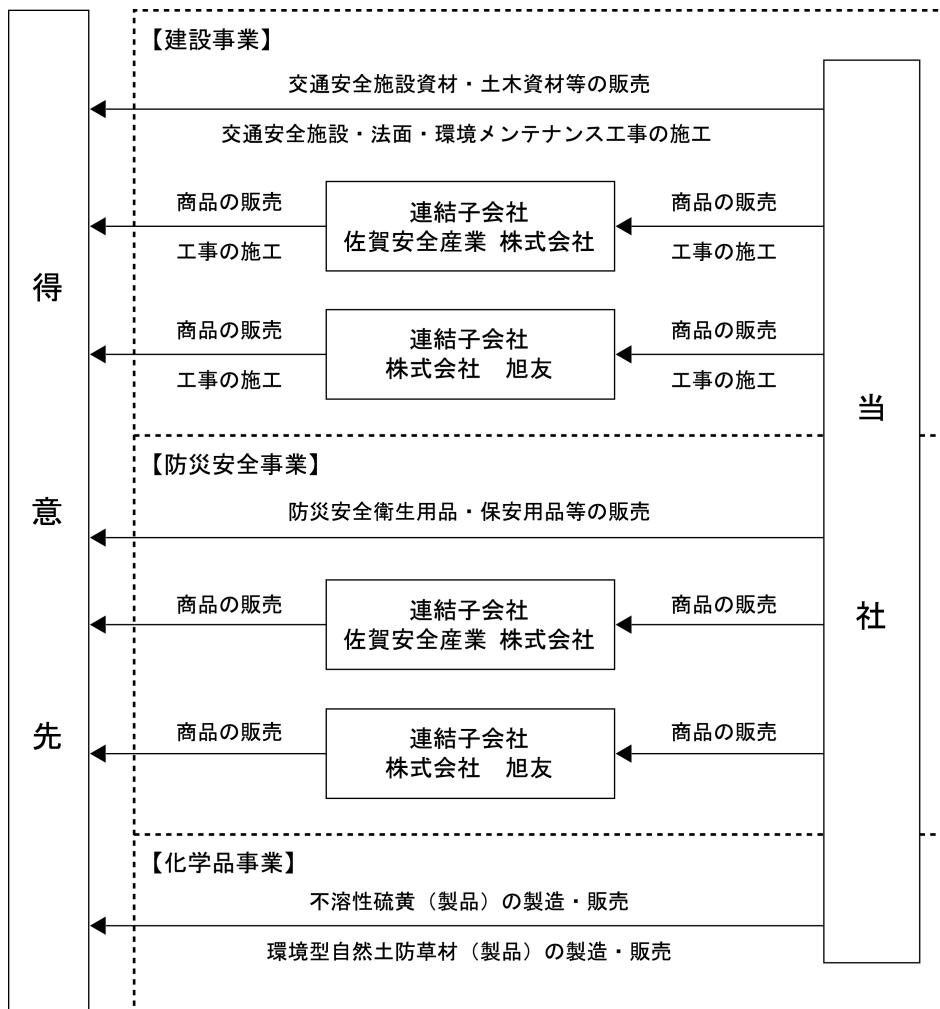 【建設事業】
交通安全施設資材・土木資材等の販売
交通安全施設・法面・環境メンテナンス工事の施工
商品の販売
工事の施工
連結子会社
佐賀安全産業 株式会社
商品の販売
工事の施工
商品の販売
工事の施工
連結子会社
株式会社　旭友
商品の販売
工事の施工
【防災安全事業】
防災安全衛生用品・保安用品等の販売
商品の販売
連結子会社
佐賀安全産業 株式会社
商品の販売
商品の販売
連結子会社
株式会社　旭友
商品の販売
【化学品事業】
不溶性硫黄（製品）の製造・販売
環境型自然土防草材（製品）の製造・販売
得意先
当社